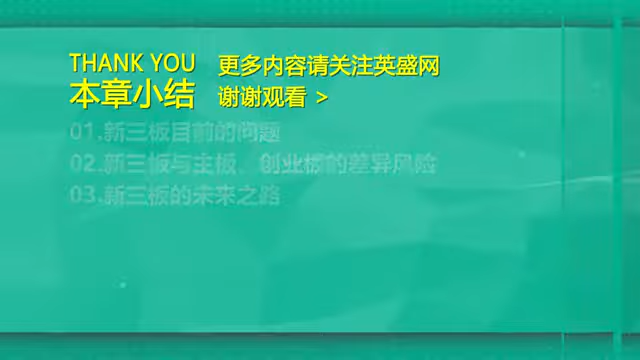 THANK YOU 更多内容请关注英盛网
本章小结 谢谢观看 >
01.新三板目前的问题
02.新三板与主板、创业板的差异风险
03.新三板的未来之路